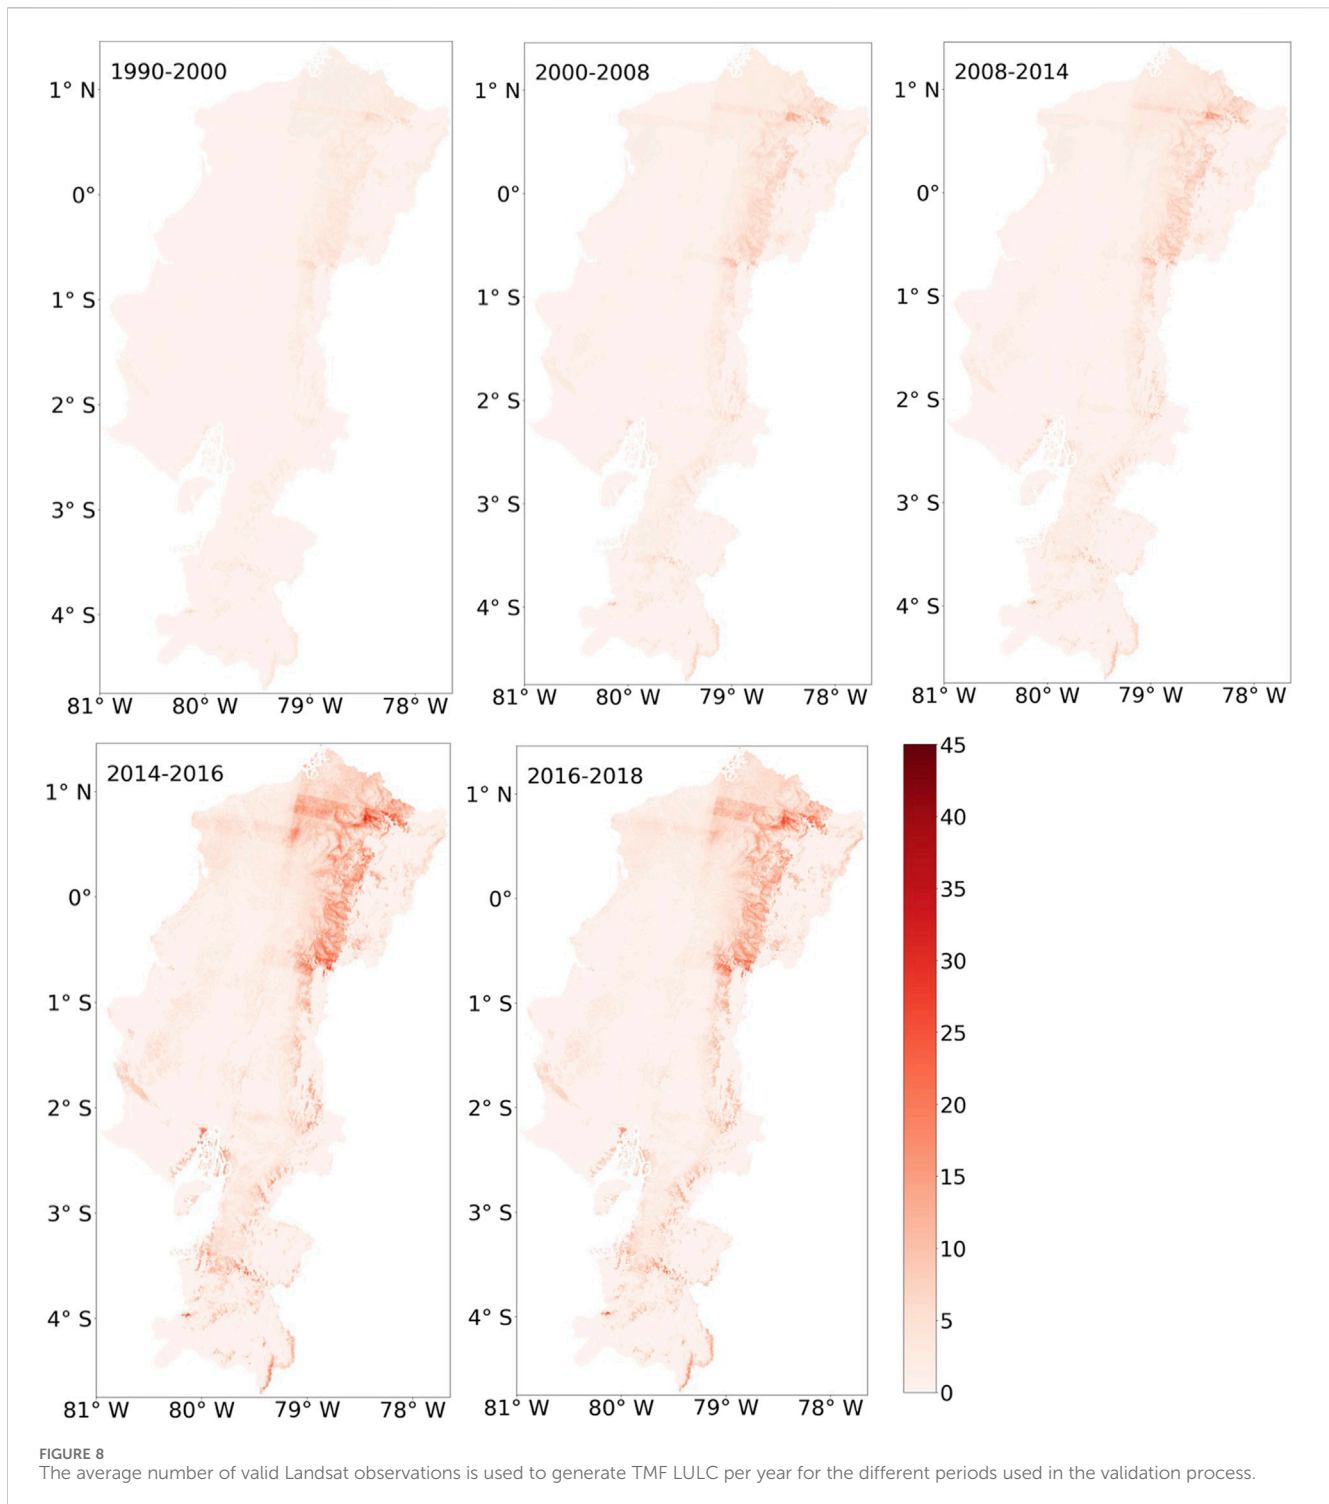 1990-2000
1° N
0°
1° S
2° S
3° S
4° S
81° W 80° W 79° W 78° W
2000-2008
1° N
0°
1° S
2° S
3° S
4° S
81° W 80° W 79° W 78° W
2008-2014
1° N
0°
1° S
2° S
3° S
4° S
81° W 80° W 79° W 78° W
2014-2016
1° N
0°
1° S
2° S
3° S
4° S
81° W 80° W 79° W 78° W
2016-2018
1° N
0°
1° S
2° S
3° S
4° S
81° W 80° W 79° W 78° W
45
40
35
30
25
20
15
10
5
0
FIGURE 8
The average number of valid Landsat observations is used to generate TMF LULC per year for the different periods used in the validation process.